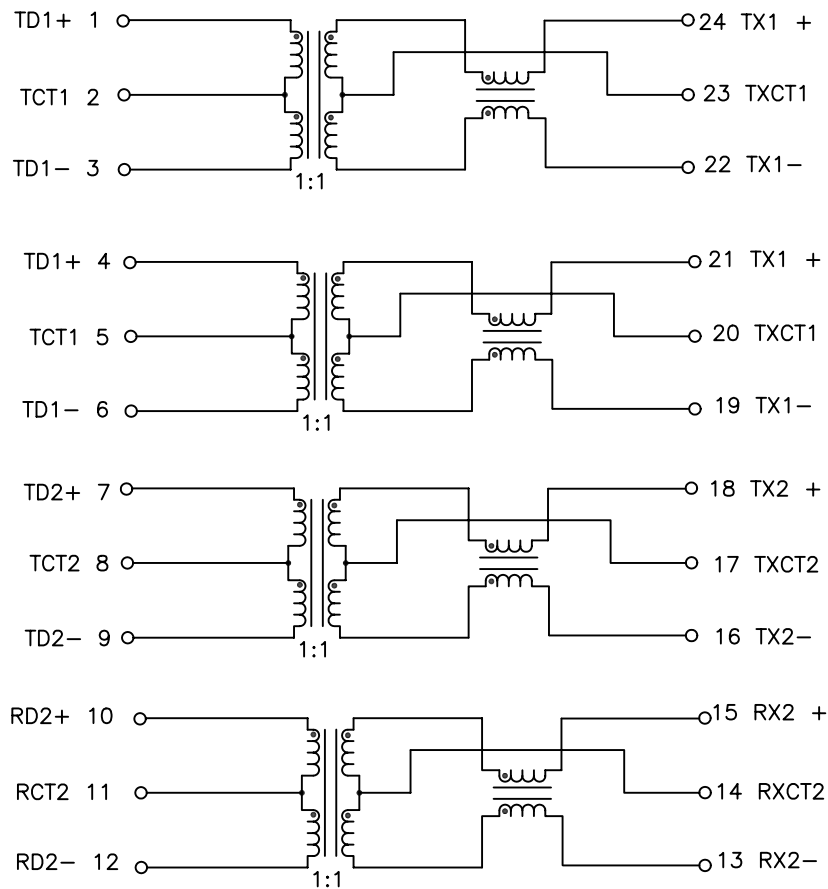 TD1+ 1 24 TX1 +
TCT1 2 23 TXCT1
TD1− 3 22 TX1−
1:1
TD1+ 4 21 TX1 +
TCT1 5 20 TXCT1
TD1− 6 19 TX1−
1:1
TD2+ 7 18 TX2 +
TCT2 8 17 TXCT2
TD2− 9 16 TX2−
1:1
RD2+ 10 15 RX2 +
RCT2 11 14 RXCT2
RD2− 12 13 RX2−
1:1